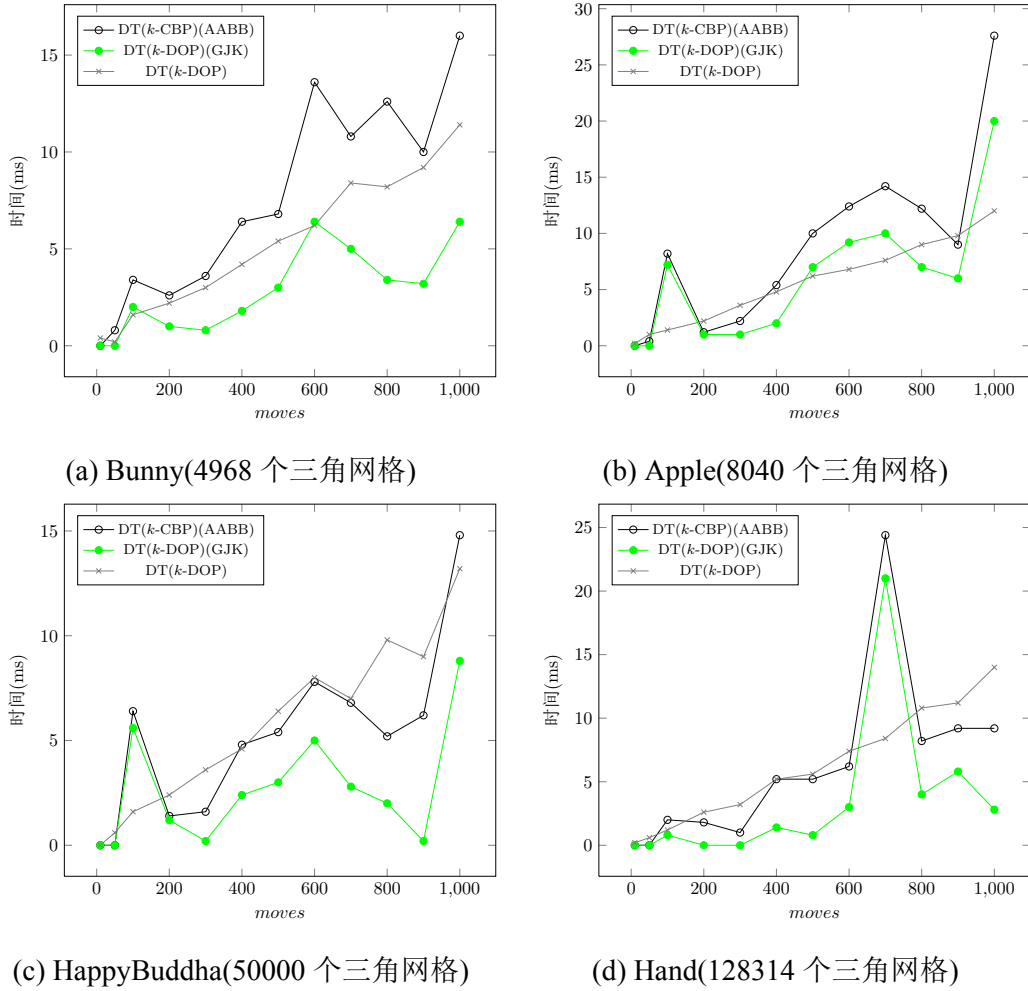 DT(k-CBP)(AABB)
DT(k-DOP)(GJK)
DT(k-DOP)
15
10
5
0
时间(ms)
0 200 400 600 800 1,000
moves
(a) Bunny(4968 个三角网格)
DT(k-CBP)(AABB)
DT(k-DOP)(GJK)
DT(k-DOP)
30
25
20
15
10
5
0
时间(ms)
0 200 400 600 800 1,000
moves
(b) Apple(8040 个三角网格)
DT(k-CBP)(AABB)
DT(k-DOP)(GJK)
DT(k-DOP)
15
10
5
0
时间(ms)
0 200 400 600 800 1,000
moves
(c) HappyBuddha(50000 个三角网格)
DT(k-CBP)(AABB)
DT(k-DOP)(GJK)
DT(k-DOP)
25
20
15
10
5
0
时间(ms)
0 200 400 600 800 1,000
moves
(d) Hand(128314 个三角网格)